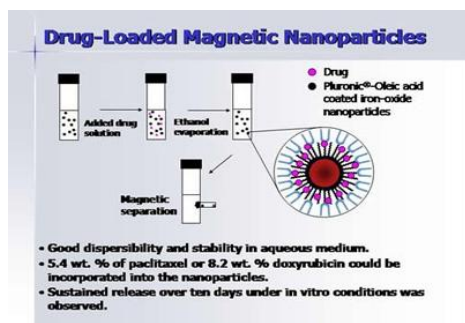 Drug-Loaded Magnetic Nanoparticles
Drug
Pluronic®-Oleic acid
coated iron-oxide
nanoparticles
Added drug
solution
Ethanol
evaporation
Magnetic
separation
• Good dispersibility and stability in aqueous medium.
• 5.4 wt. % of paclitaxel or 8.2 wt. % doxyrubicin could be
incorporated into the nanoparticles.
• Sustained release over ten days under in vitro conditions was
observed.